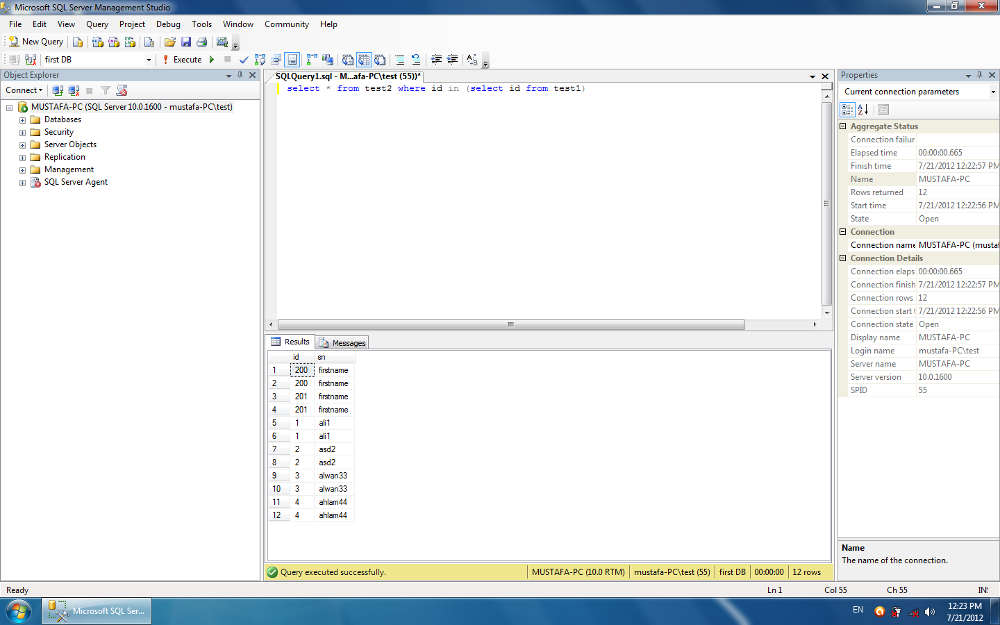 Microsoft SQL Server Management Studio
File Edit View Query Project Debug Tools Window Community Help
New Query
first DB
Execute
Object Explorer
Connect
MUSTAFA-PC (SQL Server 10.0.1600 - mustafa-PC\test)
Databases
Security
Server Objects
Replication
Management
SQL Server Agent
SQLQuery1.sql - M...afa-PC\test (55))*
select * from test2 where id in (select id from test1)
Results Messages
id sn
1 200 firstname
2 200 firstname
3 201 firstname
4 201 firstname
5 1 ali1
6 1 ali1
7 2 asd2
8 2 asd2
9 3 alwan33
10 3 alwan33
11 4 ahlam44
12 4 ahlam44
Query executed successfully. MUSTAFA-PC (10.0 RTM) mustafa-PC\test (55) first DB 00:00:00 12 rows
Properties
Current connection parameters
Aggregate Status
Connection failur
Elapsed time 00:00:00.665
Finish time 7/21/2012 12:22:57 PM
Name MUSTAFA-PC
Rows returned 12
Start time 7/21/2012 12:22:56 PM
State Open
Connection
Connection name MUSTAFA-PC (mustaf
Connection Details
Connection elaps 00:00:00.665
Connection finish 7/21/2012 12:22:57 PM
Connection rows 12
Connection start t 7/21/2012 12:22:56 PM
Connection state Open
Display name MUSTAFA-PC
Login name mustafa-PC\test
Server name MUSTAFA-PC
Server version 10.0.1600
SPID 55
Name
The name of the connection.
Ready Ln 1 Col 55 Ch 55 INS
Microsoft SQL Ser...
EN
12:23 PM
7/21/2012